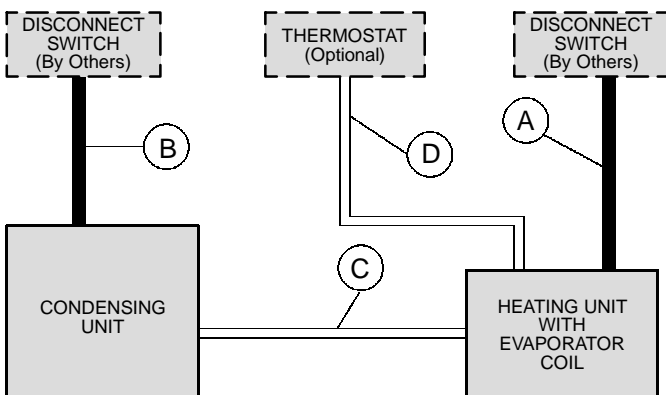 DISCONNECT
SWITCH
(By Others)
THERMOSTAT
(Optional)
DISCONNECT
SWITCH
(By Others)
B
D
A
C
CONDENSING
UNIT
HEATING UNIT
WITH
EVAPORATOR
COIL